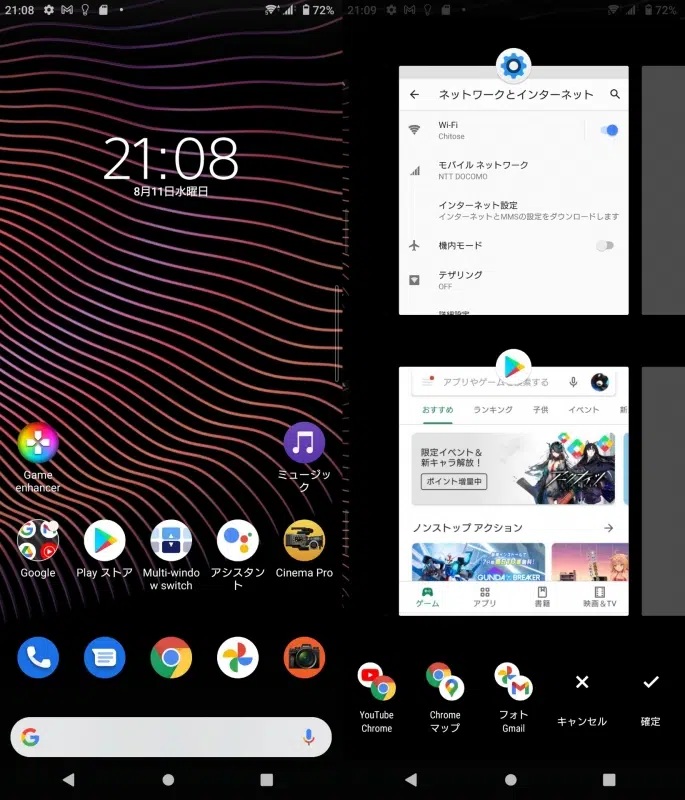 21:08
72%
21:08
8月11日水曜日
Game
enhancer
ミュージッ
ク
Google
Play ストア
Multi-windo
w switch
アシスタン
ト
Cinema Pro
21:09
72%
ネットワークとインターネット
Wi-Fi
Chitose
モバイル ネットワーク
NTT DOCOMO
インターネット設定
インターネットとMMSの設定をダウンロードします
機内モード
テザリング
OFF
詳細設定
アプリやゲームを検索する
おすすめ
ランキング
子供
イベント
新
限定イベント＆
新キャラ解放！
ポイント増量中
ノンストップ アクション
ゲーム
アプリ
書籍
映画＆TV
YouTube
Chrome
Chrome
マップ
フォト
Gmail
キャンセル
確定